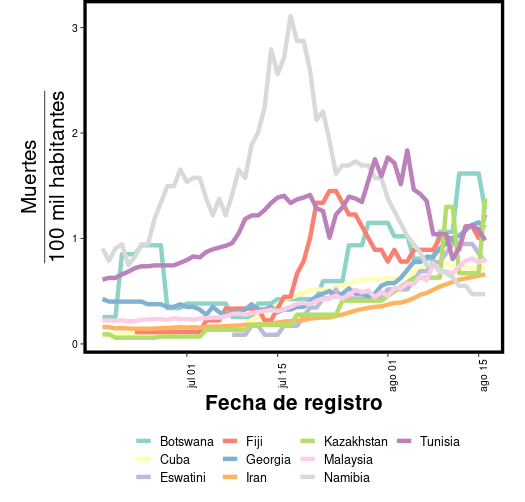 3
2
1
0
Muertes
100 mil habitantes
jul 01
jul 15
ago 01
ago 15
Fecha de registro
Botswana Fiji Kazakhstan Tunisia
Cuba Georgia Malaysia
Eswatini Iran Namibia